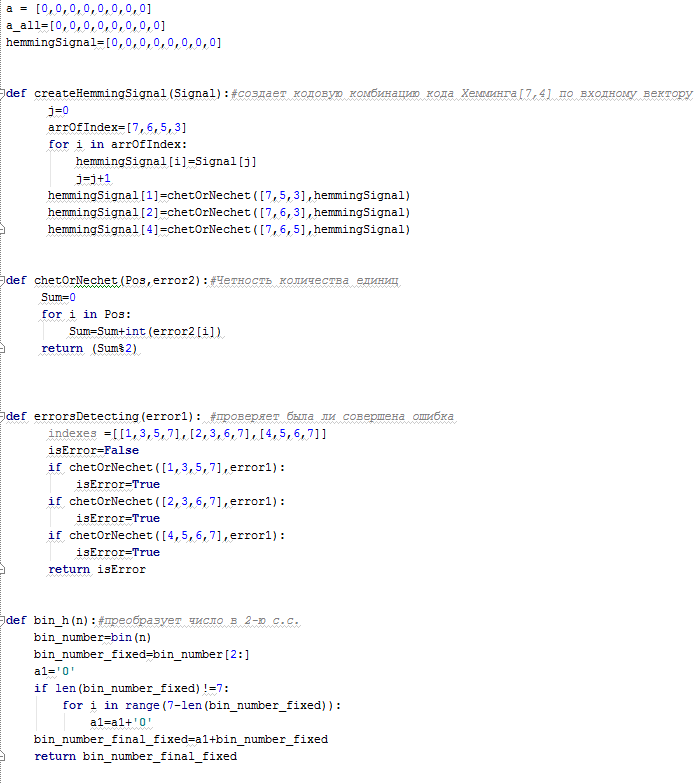 a = [0,0,0,0,0,0,0,0]
a_all=[0,0,0,0,0,0,0,0]
hemmingSignal=[0,0,0,0,0,0,0,0]
def createHemmingSignal(Signal):#создает кодовую комбинацию кода Хемминга[7,4] по входному вектору
j=0
arrOfIndex=[7,6,5,3]
for i in arrOfIndex:
hemmingSignal[i]=Signal[j]
j=j+1
hemmingSignal[1]=chetOrNechet([7,5,3],hemmingSignal)
hemmingSignal[2]=chetOrNechet([7,6,3],hemmingSignal)
hemmingSignal[4]=chetOrNechet([7,6,5],hemmingSignal)
def chetOrNechet(Pos,error2):#Четность количества единиц
Sum=0
for i in Pos:
Sum=Sum+int(error2[i])
return (Sum%2)
def errorsDetecting(error1): #проверяет была ли совершена ошибка
indexes =[[1,3,5,7],[2,3,6,7],[4,5,6,7]]
isError=False
if chetOrNechet([1,3,5,7],error1):
isError=True
if chetOrNechet([2,3,6,7],error1):
isError=True
if chetOrNechet([4,5,6,7],error1):
isError=True
return isError
def bin_h(n):#преобразует число в 2-ю с.с.
bin_number=bin(n)
bin_number_fixed=bin_number[2:]
a1='0'
if len(bin_number_fixed)!=7:
for i in range(7-len(bin_number_fixed)):
a1=a1+'0'
bin_number_final_fixed=a1+bin_number_fixed
return bin_number_final_fixed